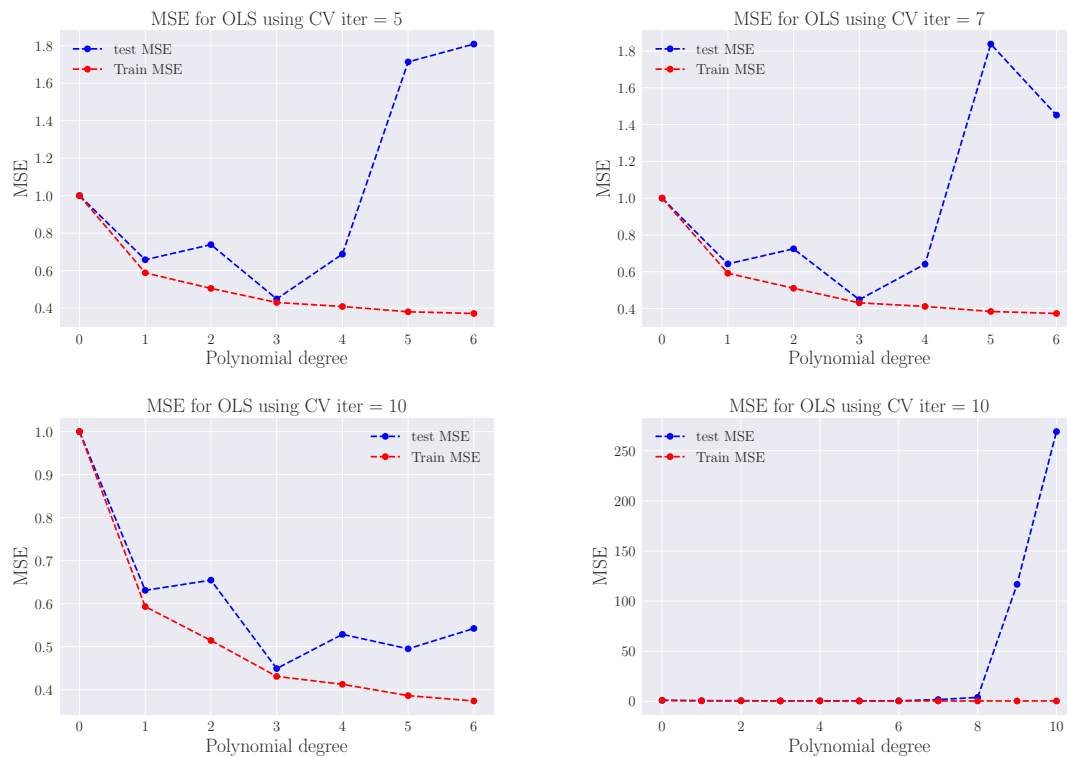 MSE for OLS using CV iter = 5
test MSE
Train MSE
1.8
1.6
1.4
1.2
1.0
0.8
0.6
0.4
MSE
0 1 2 3 4 5 6
Polynomial degree
MSE for OLS using CV iter = 7
test MSE
Train MSE
1.8
1.6
1.4
1.2
1.0
0.8
0.6
0.4
MSE
0 1 2 3 4 5 6
Polynomial degree
MSE for OLS using CV iter = 10
test MSE
Train MSE
1.0
0.9
0.8
0.7
0.6
0.5
0.4
MSE
0 1 2 3 4 5 6
Polynomial degree
MSE for OLS using CV iter = 10
test MSE
Train MSE
250
200
150
100
50
0
MSE
0 2 4 6 8 10
Polynomial degree